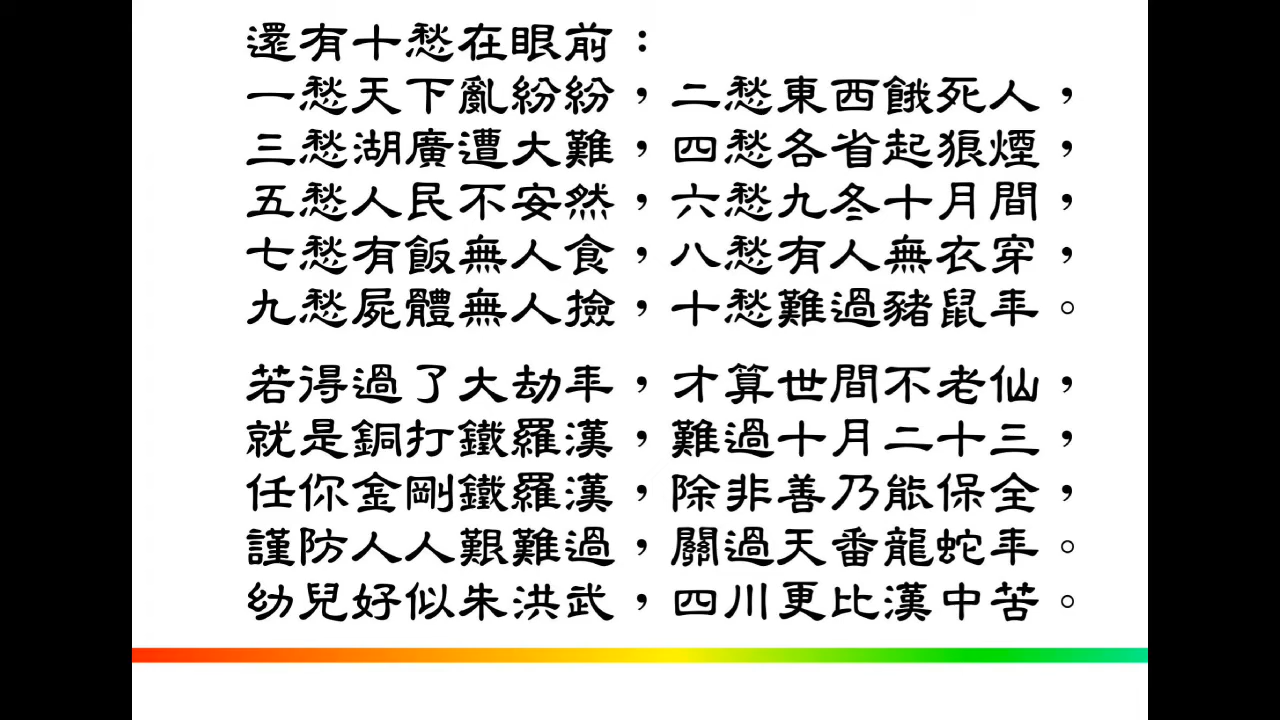 還有十愁在眼前：
一愁天下亂紛紛，二愁東西餓死人，
三愁湖廣遭大難，四愁各省起狼煙，
五愁人民不安然，六愁九冬十月間，
七愁有飯無人食，八愁有人無衣穿，
九愁屍體無人撿，十愁難過豬鼠年。
若得過了大劫年，才算世間不老仙，
就是銅打鐵羅漢，難過十月二十三，
任你金剛鐵羅漢，除非善乃能保全，
謹防人人艱難過，關過天番龍蛇年。
幼兒好似朱洪武，四川更比漢中苦。